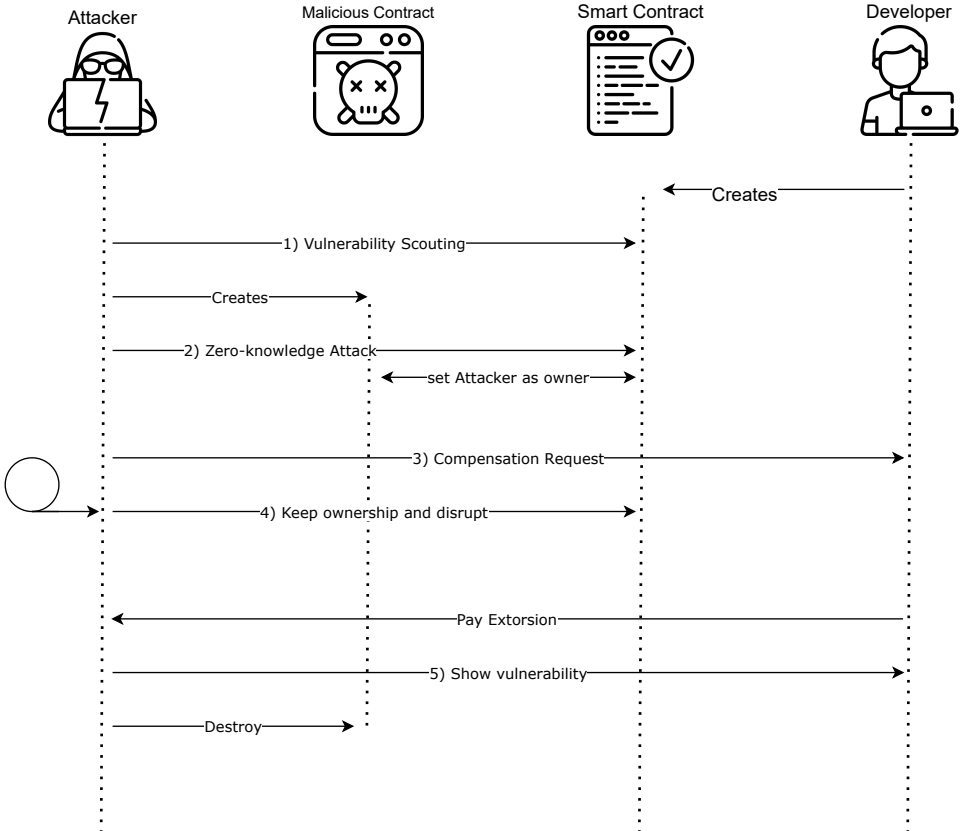 Attacker
Malicious Contract
Smart Contract
Developer
Creates
1) Vulnerability Scouting
Creates
2) Zero-knowledge Attack
set Attacker as owner
3) Compensation Request
4) Keep ownership and disrupt
Pay Extorsion
5) Show vulnerability
Destroy